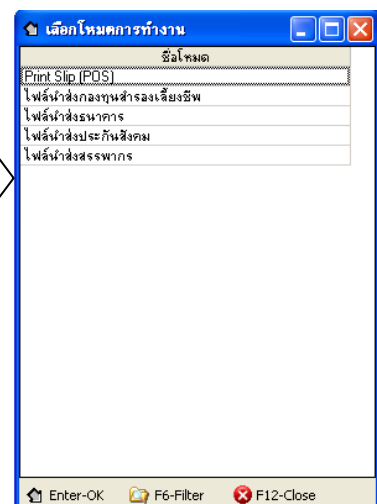 เลือกโหมดการทำงาน
ชื่อโหมด
Print Slip (POS)
ไฟล์นำส่งกองทุนสำรองเลี้ยงชีพ
ไฟล์นำส่งธนาคาร
ไฟล์นำส่งประกันสังคม
ไฟล์นำส่งสรรพากร
Enter-OK F6-Filter F12-Close